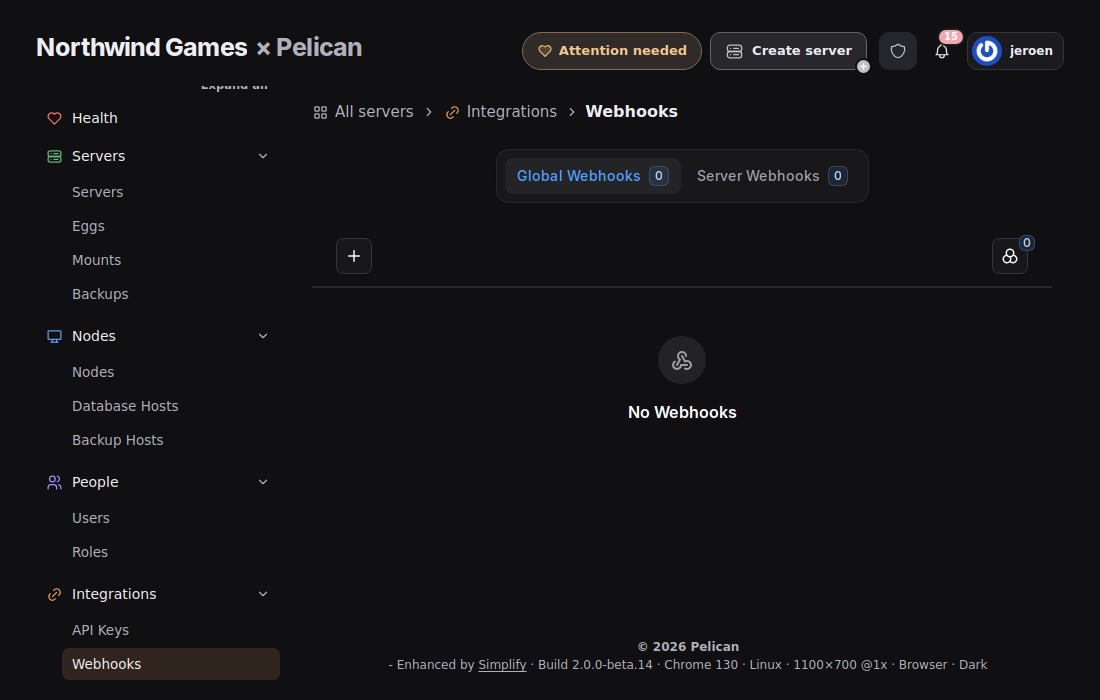 Northwind Games × Pelican
Attention needed
Create server
15
jeroen
Expand all
Health
Servers
Servers
Eggs
Mounts
Backups
Nodes
Nodes
Database Hosts
Backup Hosts
People
Users
Roles
Integrations
API Keys
Webhooks
All servers > Integrations > Webhooks
Global Webhooks 0
Server Webhooks 0
0
No Webhooks
© 2026 Pelican
- Enhanced by Simplify · Build 2.0.0-beta.14 · Chrome 130 · Linux · 1100×700 @1x · Browser · Dark